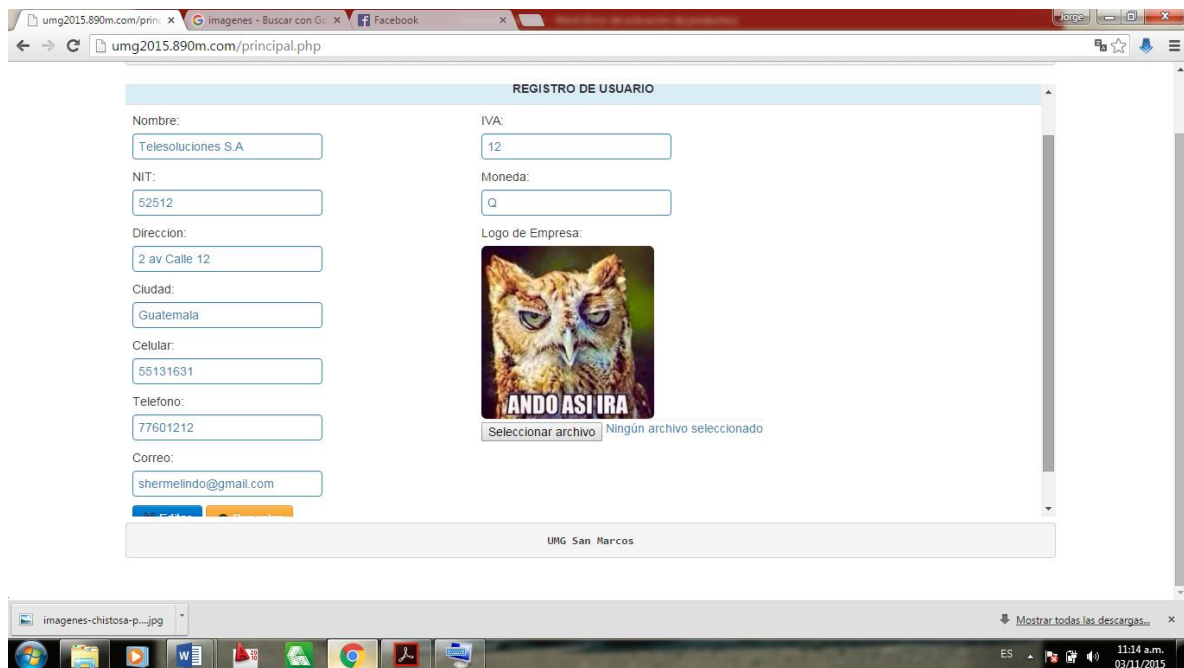 umg2015.890m.com/princ
imagenes - Buscar con Go
Facebook
Jorge
umg2015.890m.com/principal.php
REGISTRO DE USUARIO
Nombre:
Telesoluciones S.A
NIT:
52512
Direccion:
2 av Calle 12
Ciudad:
Guatemala
Celular:
55131631
Telefono:
77601212
Correo:
shermelindo@gmail.com
IVA:
12
Moneda:
Q
Logo de Empresa:
ANDO ASI IRA
Seleccionar archivo Ningún archivo seleccionado
UMG San Marcos
imagenes-chistosa-p....jpg
Mostrar todas las descargas...
ES
11:14 a.m.
03/11/2015